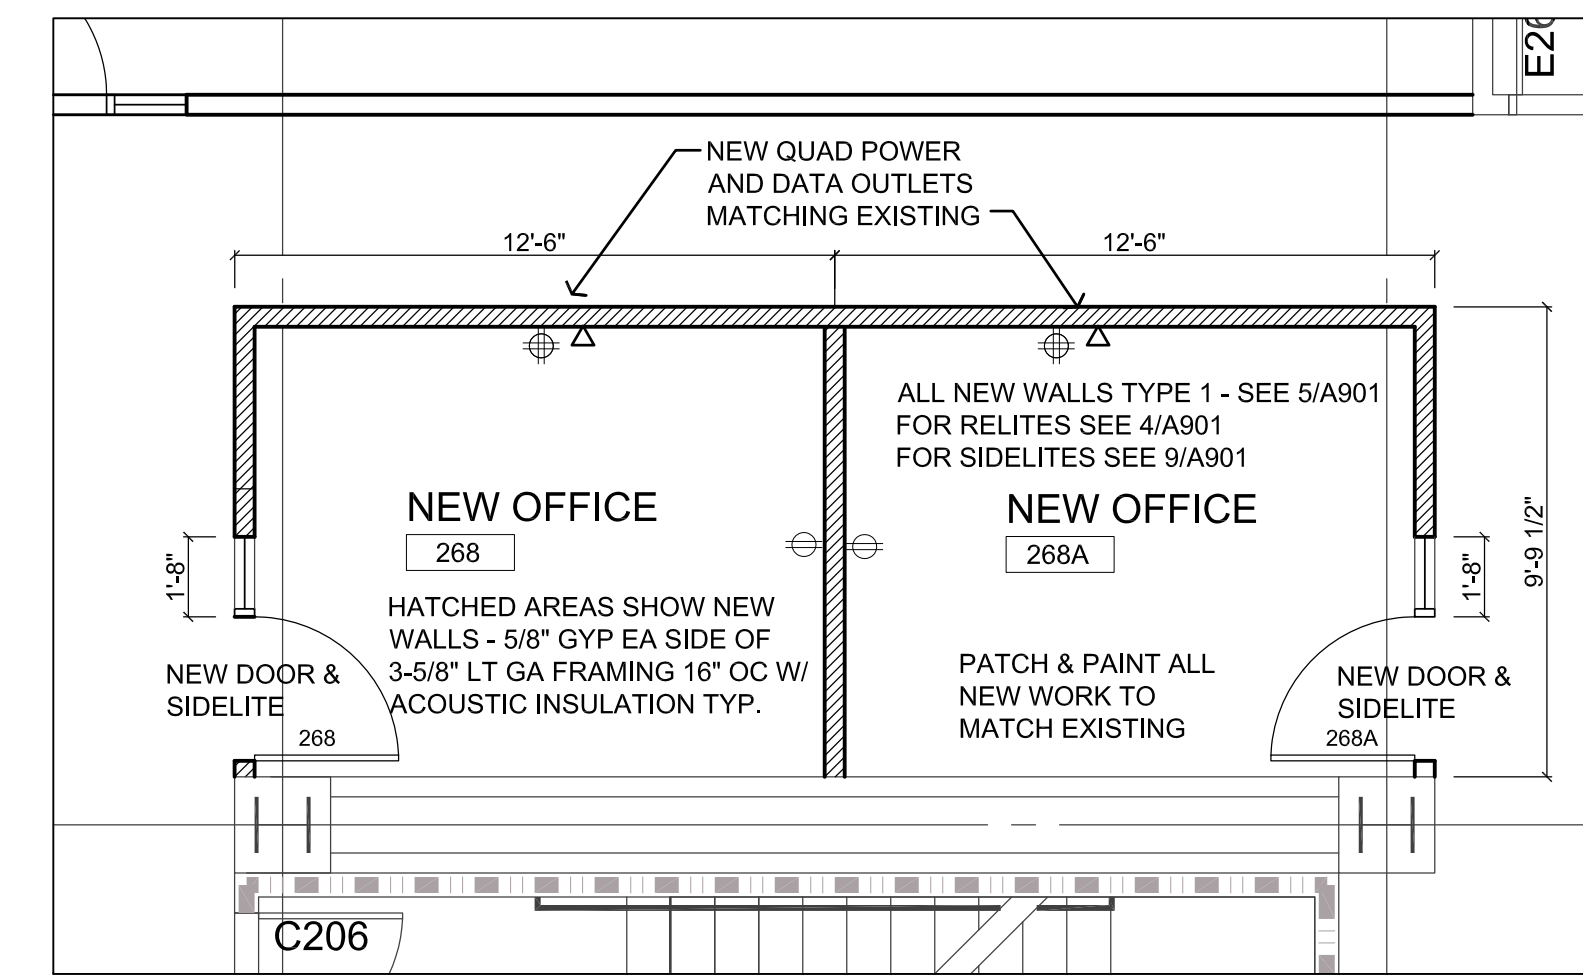 E26
NEW QUAD POWER
AND DATA OUTLETS
MATCHING EXISTING
12'-6"
12'-6"
ALL NEW WALLS TYPE 1 - SEE 5/A901
FOR RELITES SEE 4/A901
FOR SIDELITES SEE 9/A901
NEW OFFICE
268
NEW OFFICE
268A
1'-8"
1'-8"
9'-9 1/2"
HATCHED AREAS SHOW NEW
WALLS - 5/8" GYP EA SIDE OF
3-5/8" LT GA FRAMING 16" OC W/
ACOUSTIC INSULATION TYP.
PATCH & PAINT ALL
NEW WORK TO
MATCH EXISTING
NEW DOOR &
SIDELITE
268
NEW DOOR &
SIDELITE
268A
C206